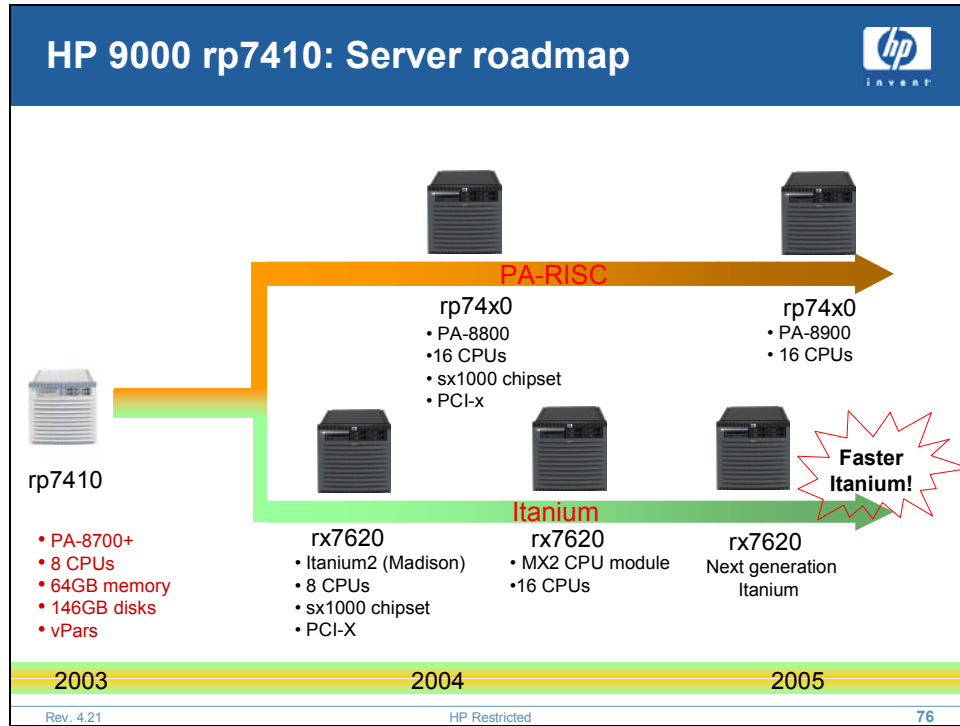 HP 9000 rp7410: Server roadmap
hp
invent
PA-RISC
rp74x0
• PA-8800
•16 CPUs
• sx1000 chipset
• PCI-x
rp74x0
• PA-8900
• 16 CPUs
rp7410
• PA-8700+
• 8 CPUs
• 64GB memory
• 146GB disks
• vPars
Faster
Itanium!
Itanium
rx7620
• Itanium2 (Madison)
• 8 CPUs
• sx1000 chipset
• PCI-X
rx7620
• MX2 CPU module
•16 CPUs
rx7620
Next generation
Itanium
2003
2004
2005
Rev. 4.21
HP Restricted
76